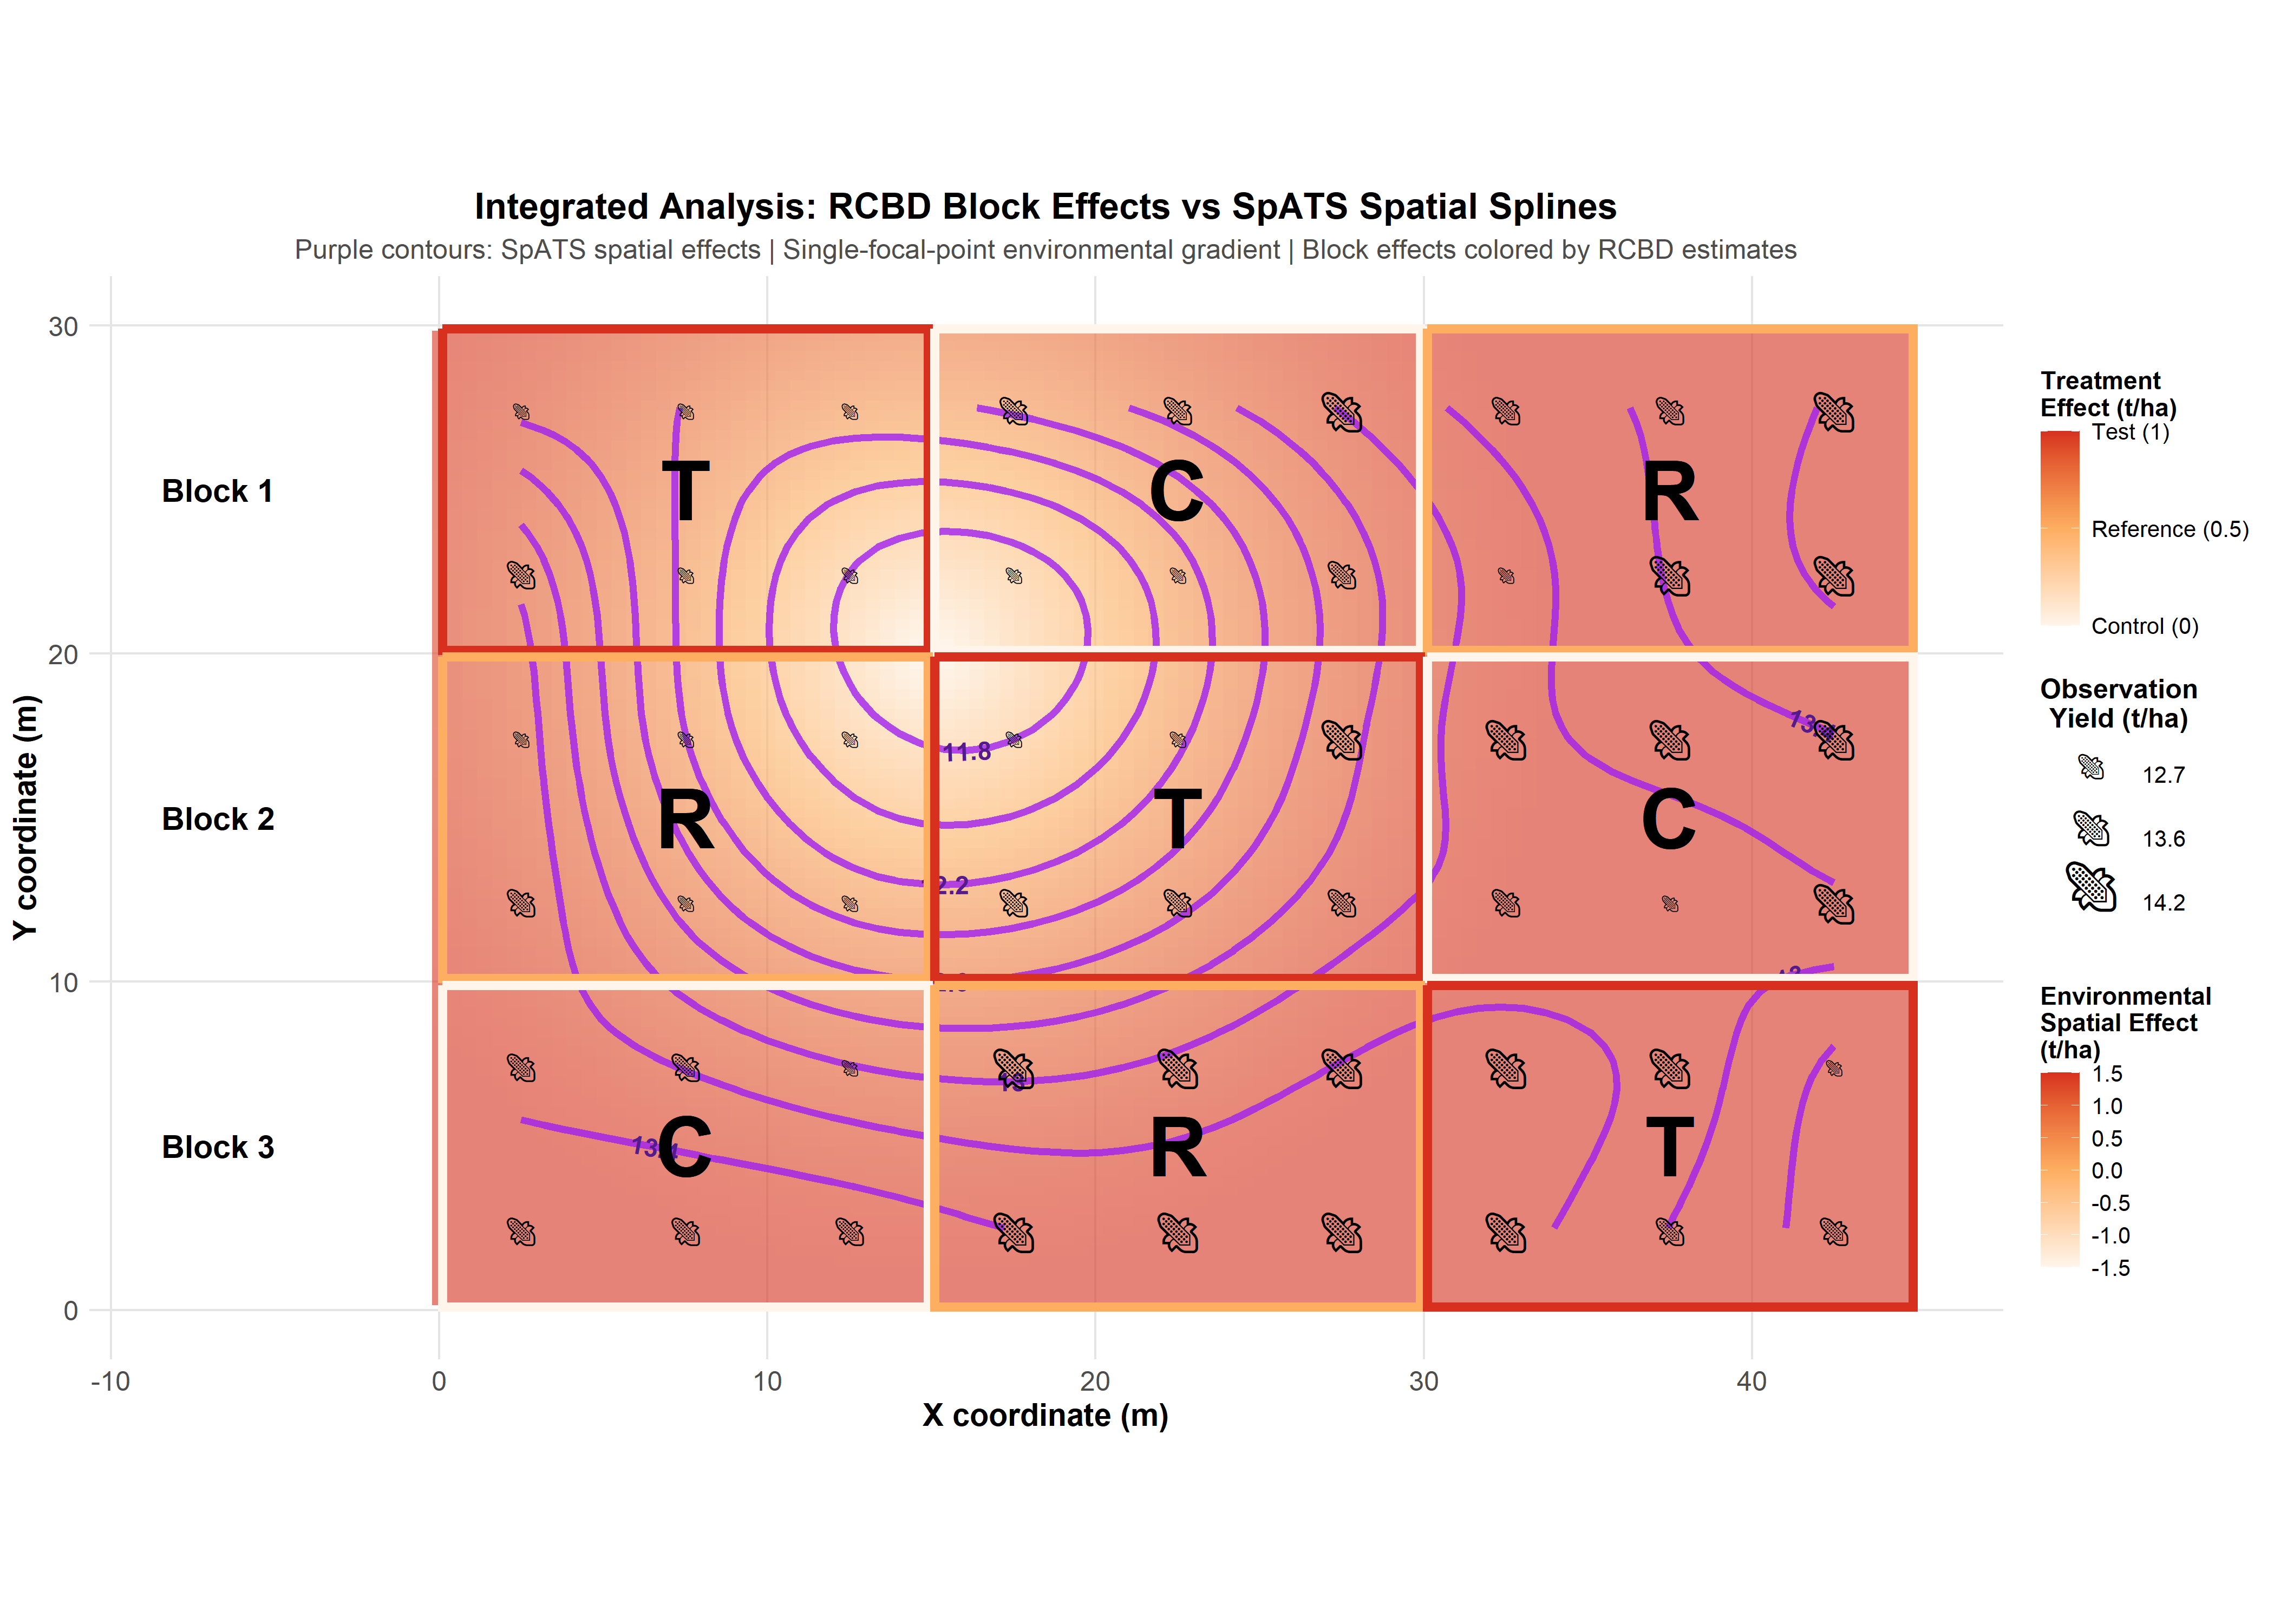 Integrated Analysis: RCBD Block Effects vs SpATS Spatial Splines
Purple contours: SpATS spatial effects | Single-focal-point environmental gradient | Block effects colored by RCBD estimates
30
20
10
0
Y coordinate (m)
Block 1
T
C
R
Block 2
R
T
C
11.8
2.2
Block 3
C
R
T
13
-10
0
10
20
30
40
X coordinate (m)
Treatment
Effect (t/ha)
Test (1)
Reference (0.5)
Control (0)
Observation
Yield (t/ha)
12.7
13.6
14.2
Environmental
Spatial Effect
(t/ha)
1.5
1.0
0.5
0.0
-0.5
-1.0
-1.5